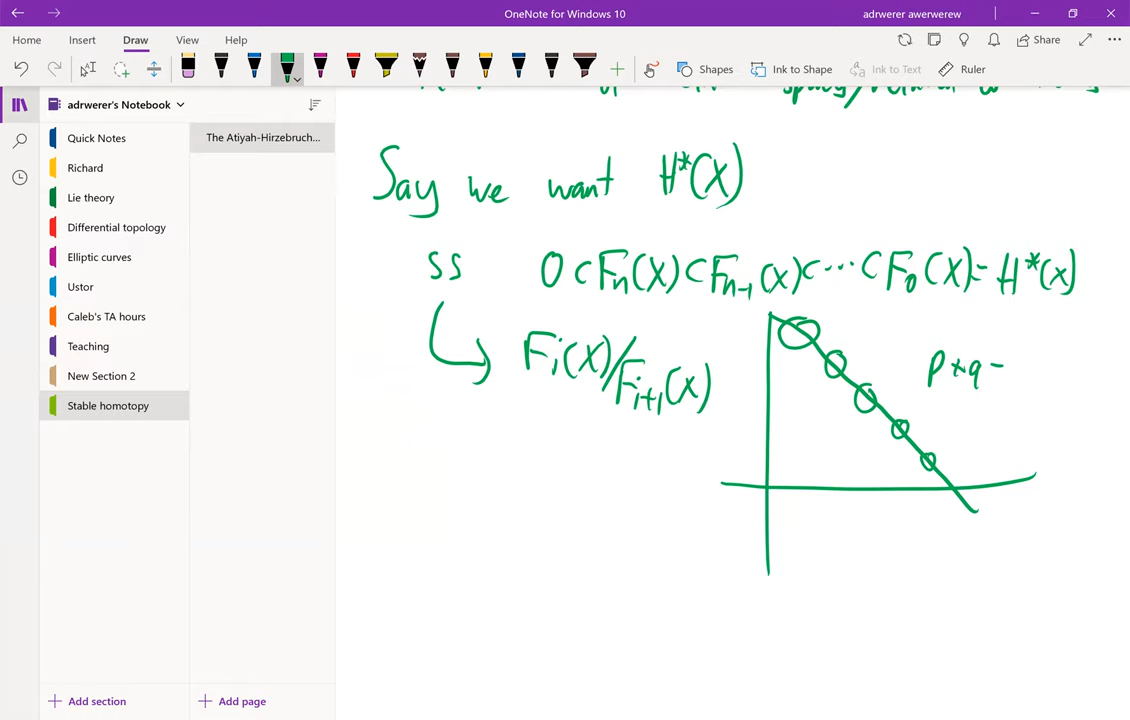 OneNote for Windows 10
adrwerer awerwerew
Home Insert Draw View Help
Share
Shapes Ink to Shape Ink to Text Ruler
adrwerer's Notebook
The Atiyah-Hirzebruch...
Quick Notes
Richard
Lie theory
Differential topology
Elliptic curves
Ustor
Caleb's TA hours
Teaching
New Section 2
Stable homotopy
Add section
Add page
Say we want H*(X)
ss 0 ⊂ Fₙ(X) ⊂ Fₙ₋₁(X) ⊂ ... ⊂ F₀(X) = H*(X)
Fᵢ(X)/Fᵢ₊₁(X)
p+q =